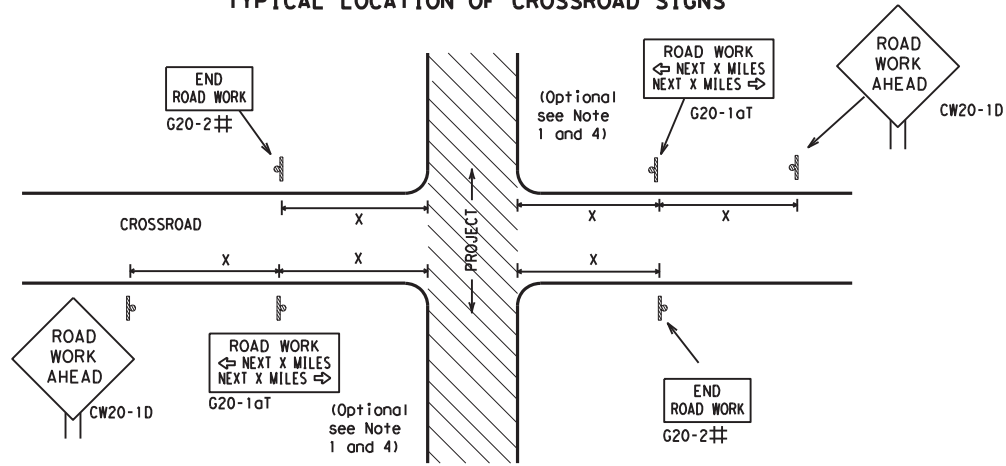 TYPICAL LOCATION OF CROSSROAD SIGNS
END
ROAD WORK
G20-2#
ROAD WORK
⇦ NEXT X MILES
NEXT X MILES ⇨
G20-1aT
(Optional
see Note
1 and 4)
ROAD
WORK
AHEAD
CW20-1D
X
X
X
CROSSROAD
PROJECT
X
X
X
ROAD
WORK
AHEAD
CW20-1D
ROAD WORK
⇦ NEXT X MILES
NEXT X MILES ⇨
G20-1aT
(Optional
see Note
1 and 4)
END
ROAD WORK
G20-2#